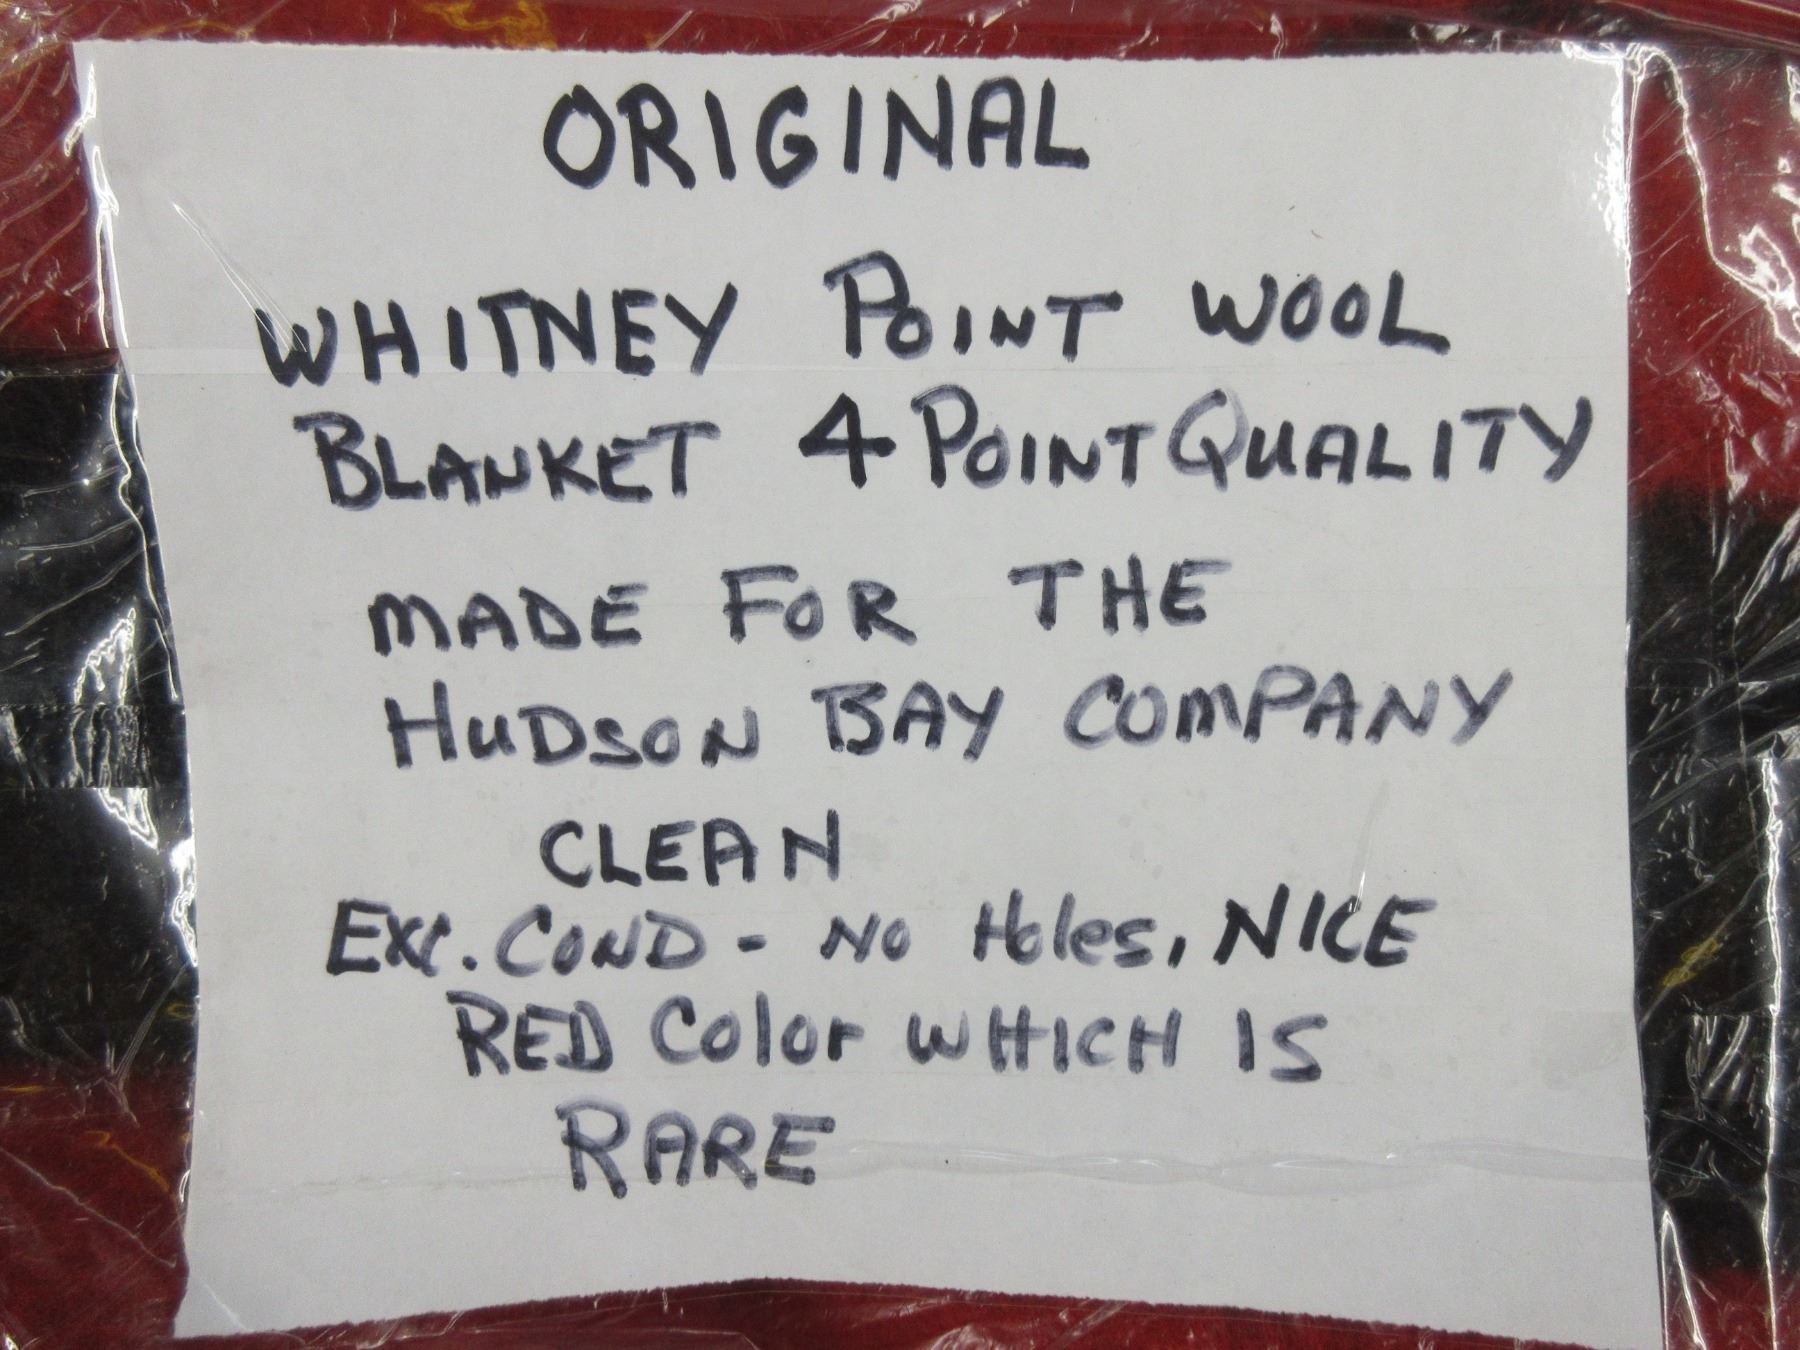 ORIGINAL
WHITNEY POINT WOOL
BLANKET 4 POINT QUALITY
MADE FOR THE
HUDSON BAY COMPANY
CLEAN
EXC. COND - NO Holes, NICE
RED Color WHICH IS
RARE